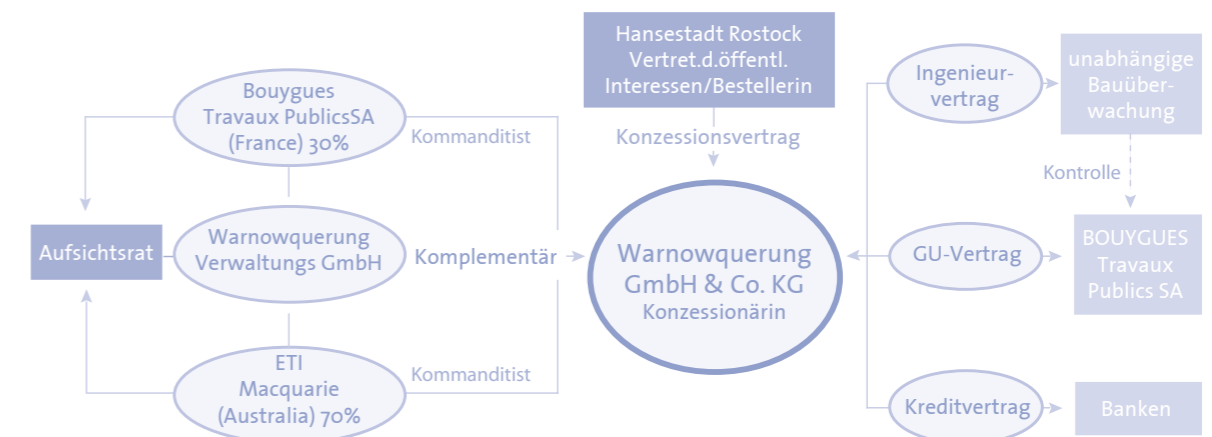 Hansestadt Rostock
Vertret.d.öffentl.
Interessen/Bestellerin
Konzessionsvertrag
Bouygues
Travaux PublicsSA
(France) 30%
Kommanditist
Aufsichtsrat
Warnowquerung
Verwaltungs GmbH
Komplementär
ETI
Macquarie
(Australia) 70%
Kommanditist
Warnowquerung
GmbH & Co. KG
Konzessionärin
Ingenieur-
vertrag
unabhängige
Bauüber-
wachung
Kontrolle
GU-Vertrag
BOUYGUES
Travaux
Publics SA
Kreditvertrag
Banken